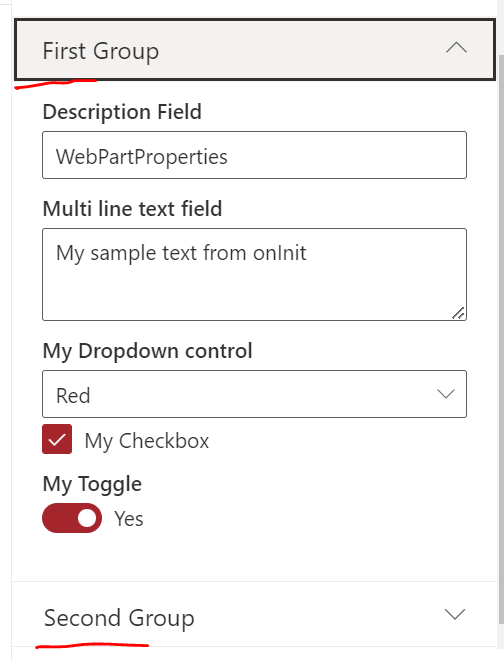 First Group
Description Field
WebPartProperties
Multi line text field
My sample text from onInit
My Dropdown control
Red
My Checkbox
My Toggle
Yes
Second Group